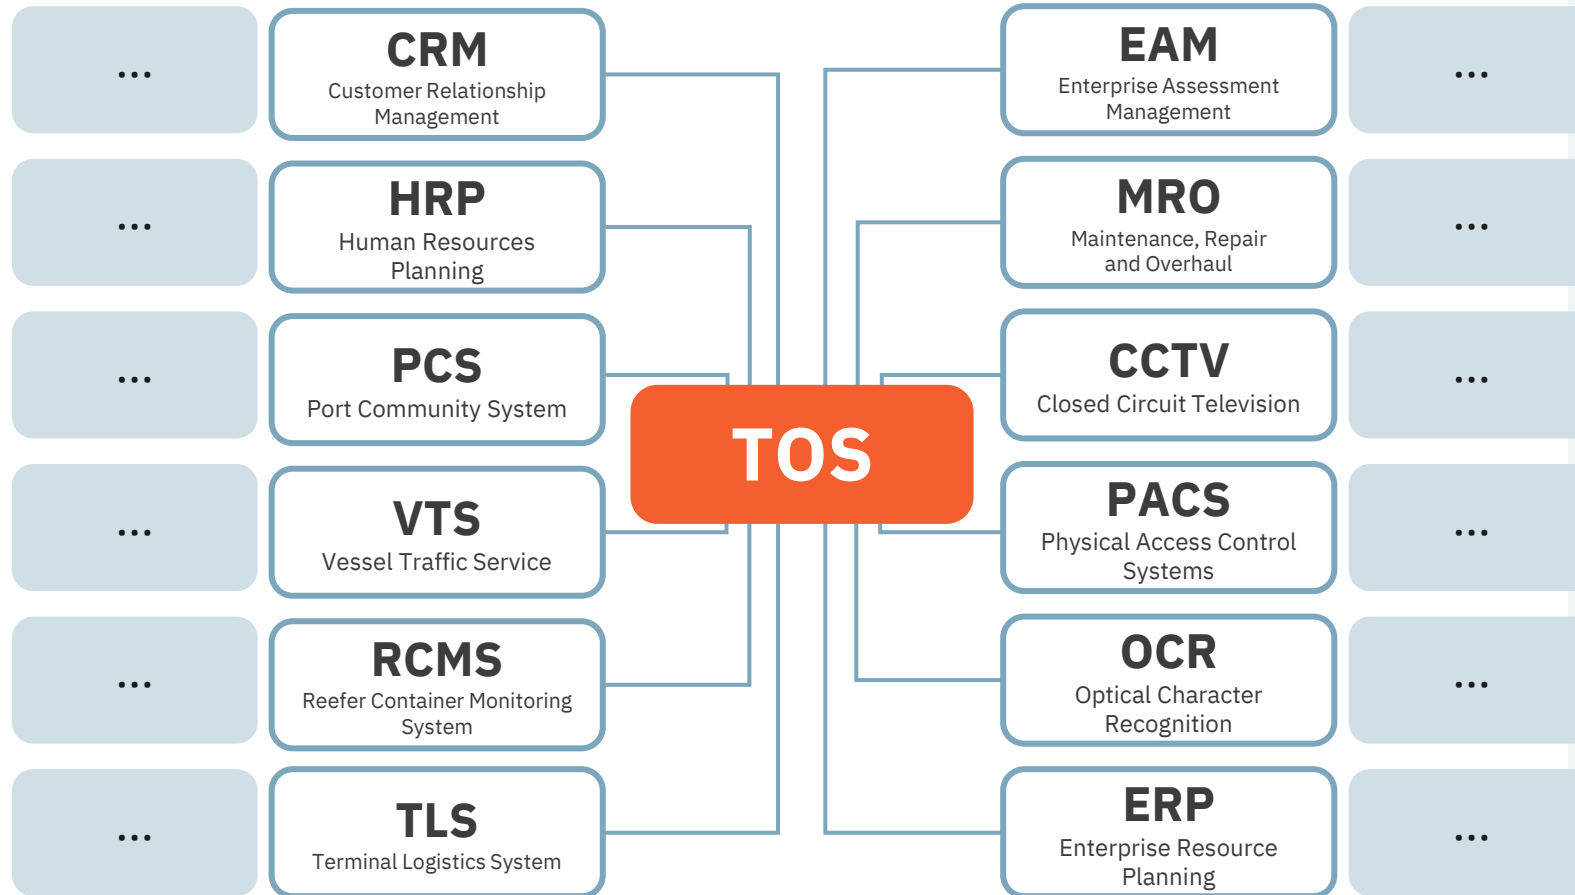 ...
CRM
Customer Relationship
Management
EAM
Enterprise Assessment
Management
...
...
HRP
Human Resources
Planning
MRO
Maintenance, Repair
and Overhaul
...
...
PCS
Port Community System
CCTV
Closed Circuit Television
...
TOS
...
VTS
Vessel Traffic Service
PACS
Physical Access Control
Systems
...
...
RCMS
Reefer Container Monitoring
System
OCR
Optical Character
Recognition
...
...
TLS
Terminal Logistics System
ERP
Enterprise Resource
Planning
...